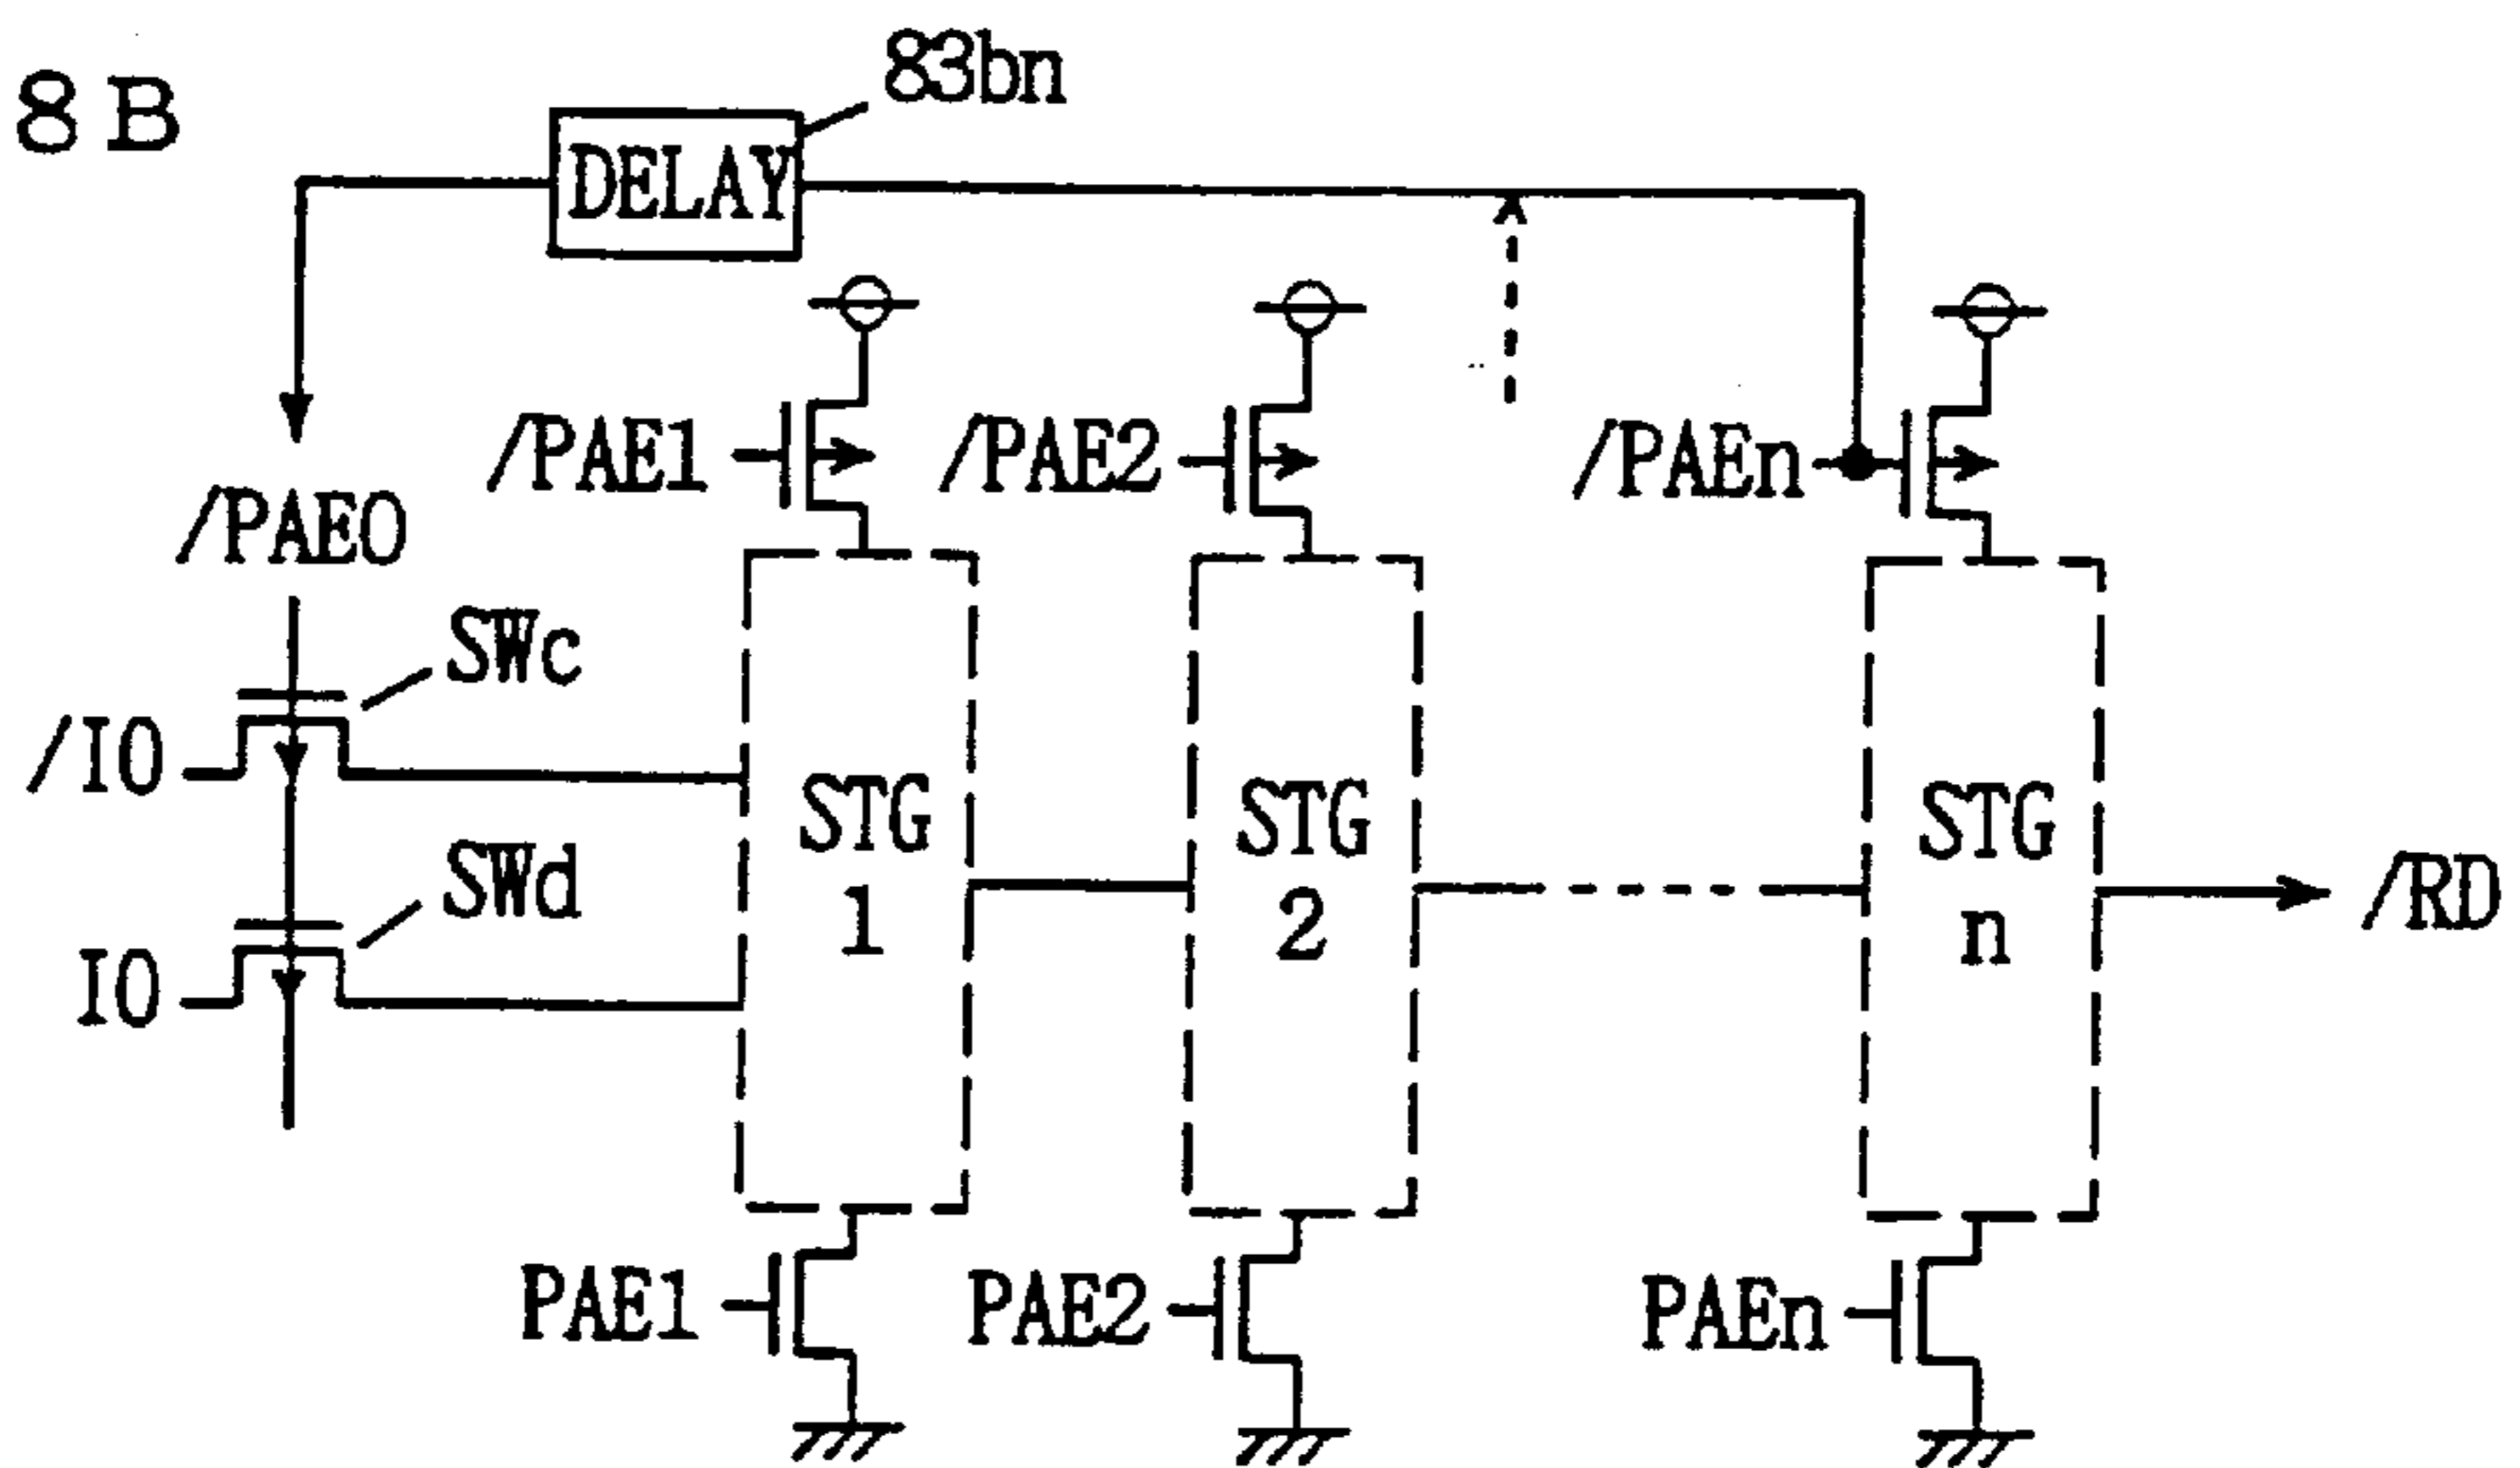 83bn
8B
DELAY
/PAE1
/PAE2
/PAEn
/PAE0
SWc
/IO
STG
1
STG
2
STG
n
SWd
/RD
IO
PAE1
PAE2
PAEn